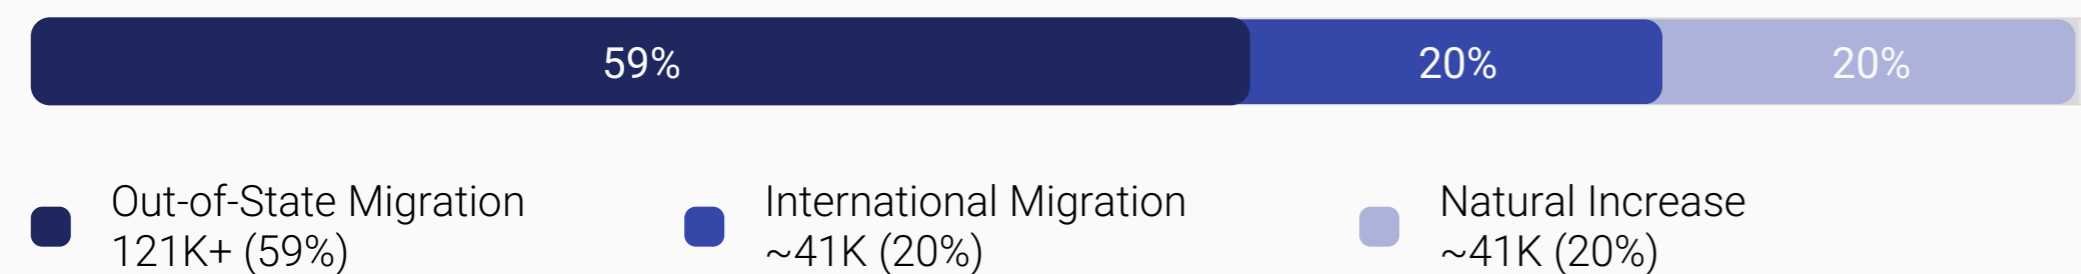 59%
20%
20%
Out-of-State Migration
121K+ (59%)
International Migration
~41K (20%)
Natural Increase
~41K (20%)